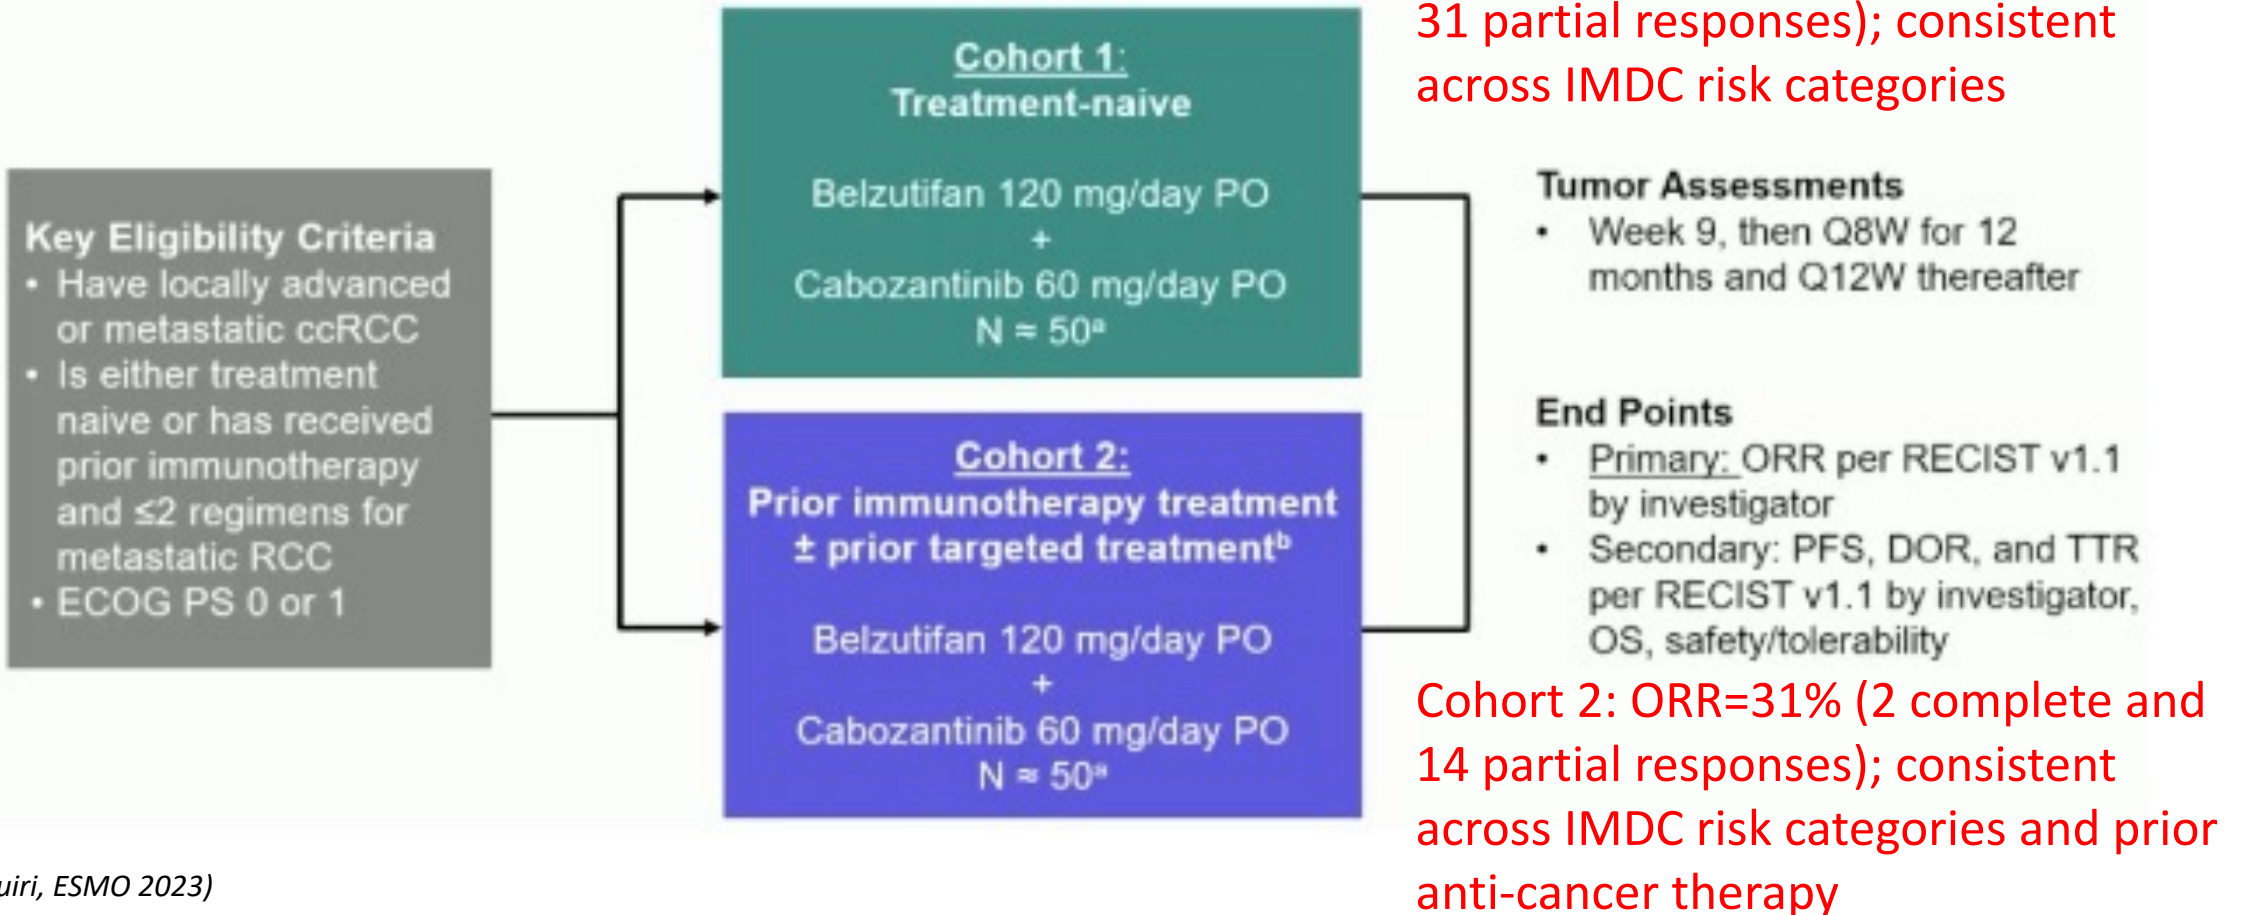 31 partial responses); consistent
across IMDC risk categories
Key Eligibility Criteria
• Have locally advanced
or metastatic ccRCC
• Is either treatment
naive or has received
prior immunotherapy
and ≤2 regimens for
metastatic RCC
• ECOG PS 0 or 1
Cohort 1:
Treatment-naive
Belzutifan 120 mg/day PO
+
Cabozantinib 60 mg/day PO
N ≈ 50ᵃ
Cohort 2:
Prior immunotherapy treatment
± prior targeted treatmentᵇ
Belzutifan 120 mg/day PO
+
Cabozantinib 60 mg/day PO
N ≈ 50ᵃ
Tumor Assessments
• Week 9, then Q8W for 12
months and Q12W thereafter
End Points
• Primary: ORR per RECIST v1.1
by investigator
• Secondary: PFS, DOR, and TTR
per RECIST v1.1 by investigator,
OS, safety/tolerability
Cohort 2: ORR=31% (2 complete and
14 partial responses); consistent
across IMDC risk categories and prior
anti-cancer therapy
uiri, ESMO 2023)